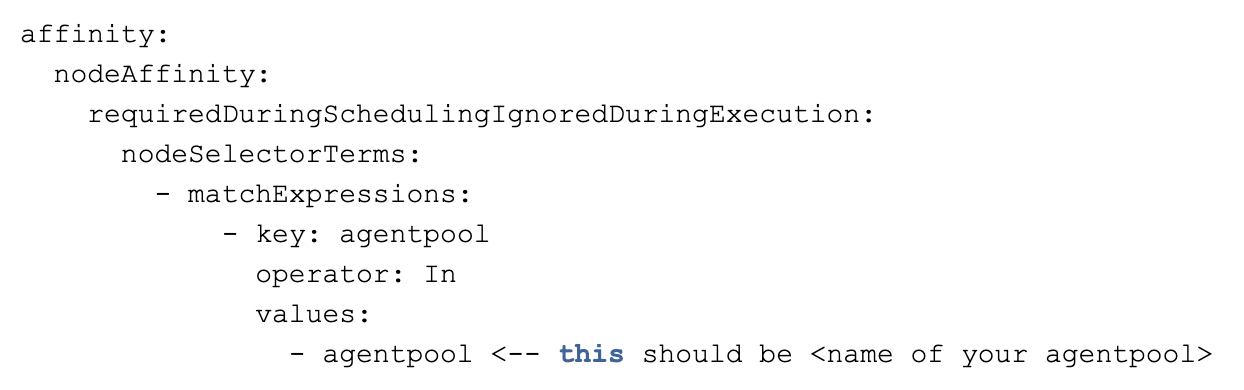 affinity:
  nodeAffinity:
    requiredDuringSchedulingIgnoredDuringExecution:
      nodeSelectorTerms:
        - matchExpressions:
            - key: agentpool
              operator: In
              values:
                - agentpool <-- this should be <name of your agentpool>